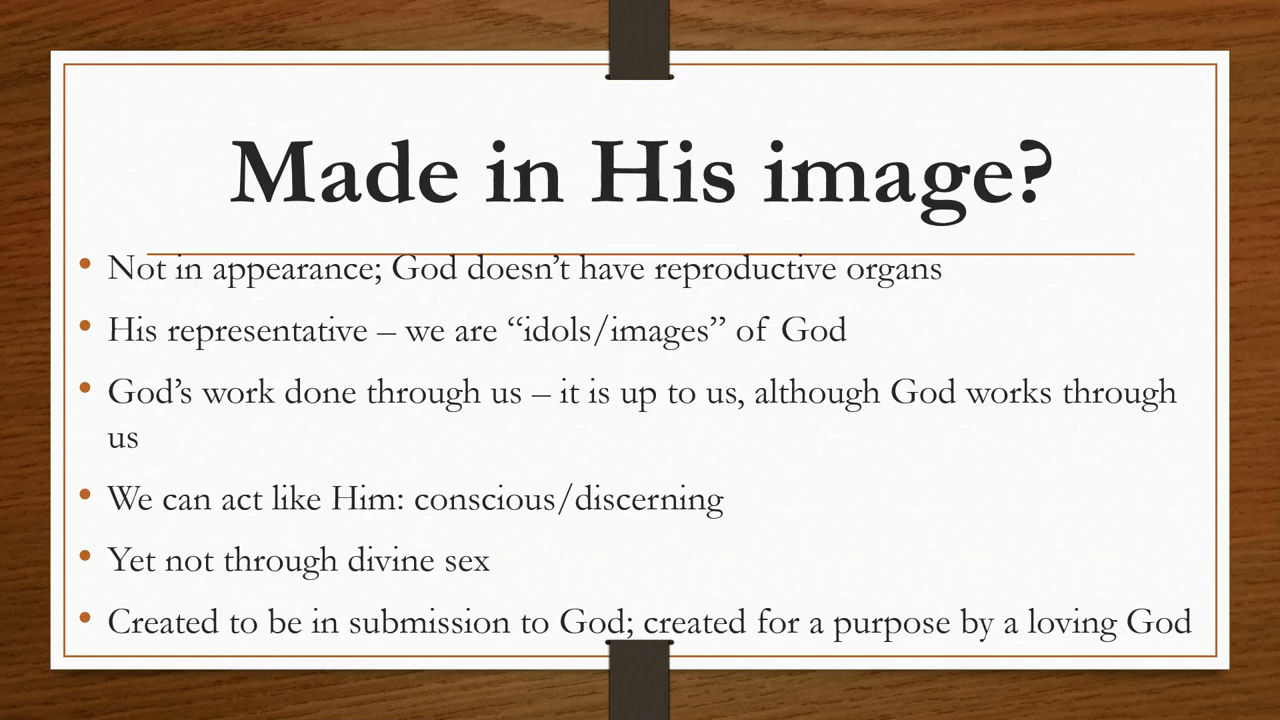 Made in His image?
• Not in appearance; God doesn’t have reproductive organs
• His representative – we are “idols/images” of God
• God’s work done through us – it is up to us, although God works through
us
• We can act like Him: conscious/discerning
• Yet not through divine sex
• Created to be in submission to God; created for a purpose by a loving God